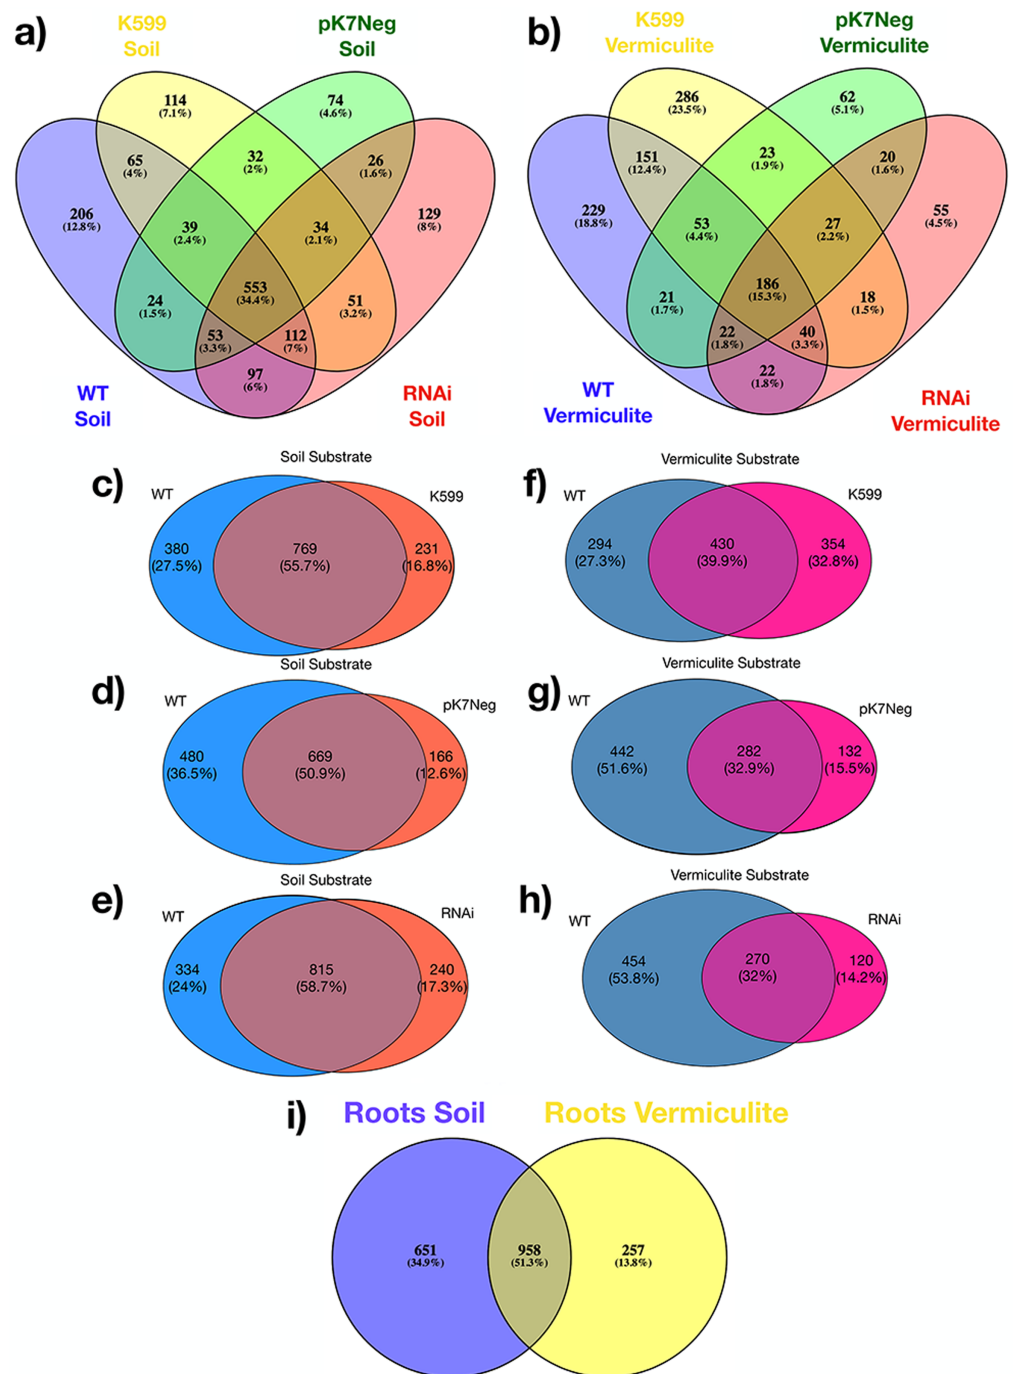 a)
K599
Soil
pK7Neg
Soil
114
(7.1%)
74
(4.6%)
65
(4%)
32
(2%)
26
(1.6%)
206
(12.8%)
39
(2.4%)
34
(2.1%)
129
(8%)
553
(34.4%)
24
(1.5%)
51
(3.2%)
53
(3.3%)
112
(7%)
97
(6%)
WT
Soil
RNAi
Soil
b)
K599
Vermiculite
pK7Neg
Vermiculite
286
(23.5%)
62
(5.1%)
151
(12.4%)
23
(1.9%)
20
(1.6%)
229
(18.8%)
53
(4.4%)
27
(2.2%)
55
(4.5%)
186
(15.3%)
21
(1.7%)
18
(1.5%)
22
(1.8%)
40
(3.3%)
22
(1.8%)
WT
Vermiculite
RNAi
Vermiculite
c)
Soil Substrate
WT
K599
380
(27.5%)
769
(55.7%)
231
(16.8%)
f)
Vermiculite Substrate
WT
K599
294
(27.3%)
430
(39.9%)
354
(32.8%)
d)
Soil Substrate
WT
pK7Neg
480
(36.5%)
669
(50.9%)
166
(12.6%)
g)
Vermiculite Substrate
WT
pK7Neg
442
(51.6%)
282
(32.9%)
132
(15.5%)
e)
Soil Substrate
WT
RNAi
334
(24%)
815
(58.7%)
240
(17.3%)
h)
Vermiculite Substrate
WT
RNAi
454
(53.8%)
270
(32%)
120
(14.2%)
i)
Roots Soil
Roots Vermiculite
651
(34.9%)
958
(51.3%)
257
(13.8%)